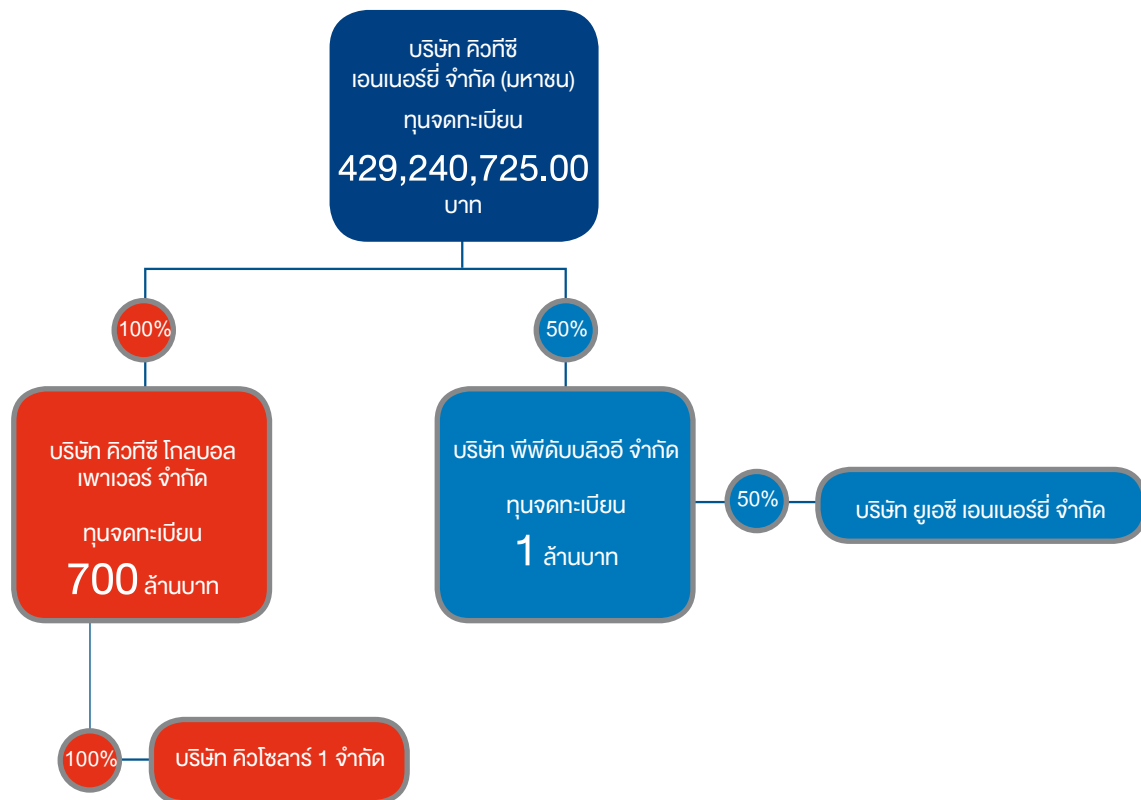 บริษัท คิวทีซี
เอนเนอร์ยี่ จำกัด (มหาชน)
ทุนจดทะเบียน
429,240,725.00
บาท
100%
50%
บริษัท คิวทีซี โกลบอล
เพาเวอร์ จำกัด
ทุนจดทะเบียน
700 ล้านบาท
บริษัท พีพีดับบลิวอี จำกัด
ทุนจดทะเบียน
1 ล้านบาท
50%
บริษัท ยูเอซี เอนเนอร์ยี่ จำกัด
100%
บริษัท คิวโซลาร์ 1 จำกัด